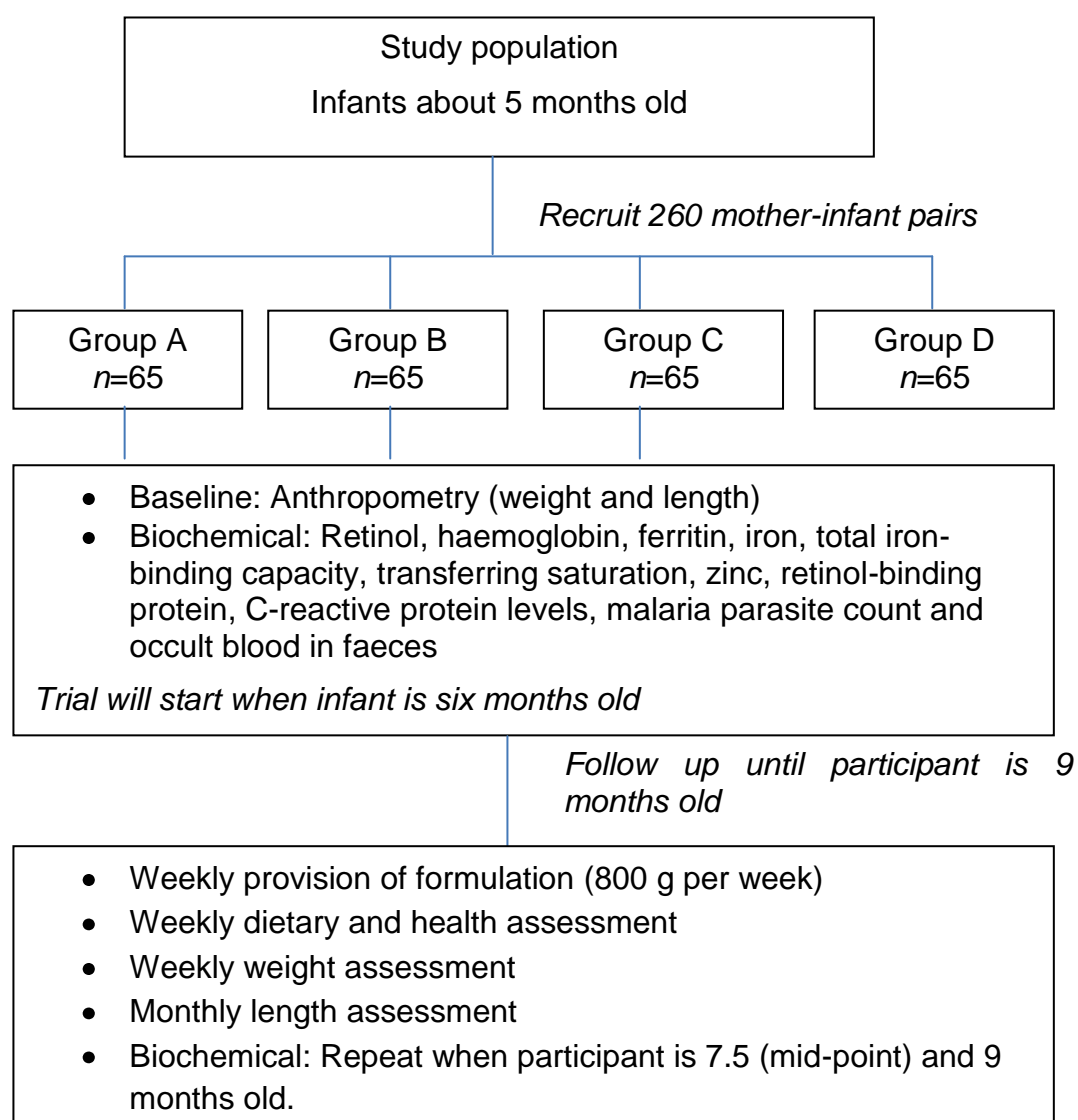 Study population
Infants about 5 months old
Recruit 260 mother-infant pairs
Group A
n=65
Group B
n=65
Group C
n=65
Group D
n=65
• Baseline: Anthropometry (weight and length)
• Biochemical: Retinol, haemoglobin, ferritin, iron, total iron-
binding capacity, transferring saturation, zinc, retinol-binding
protein, C-reactive protein levels, malaria parasite count and
occult blood in faeces
Trial will start when infant is six months old
Follow up until participant is 9
months old
• Weekly provision of formulation (800 g per week)
• Weekly dietary and health assessment
• Weekly weight assessment
• Monthly length assessment
• Biochemical: Repeat when participant is 7.5 (mid-point) and 9
months old.